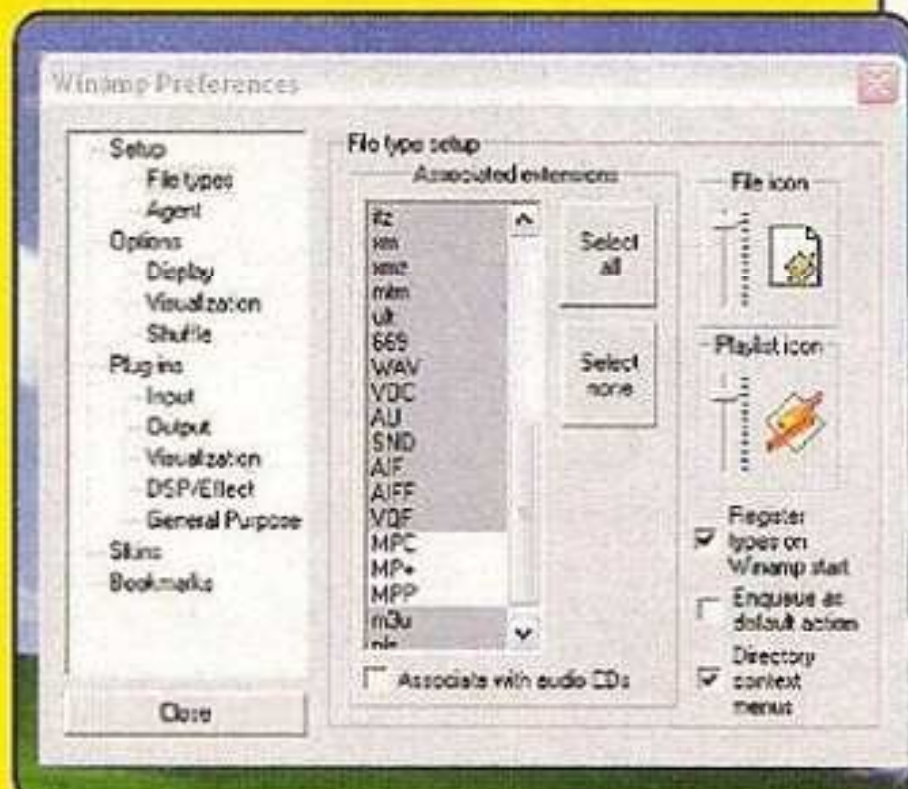 Winamp Preferences
Setup
File types
Agent
Options
Display
Visualization
Shuffle
Plug-ins
Input
Output
Visualization
DSP/Effect
General Purpose
Skins
Bookmarks
Close
File type setup
Associated extensions
itz
xm
xmz
mtm
ult
669
WAV
VOC
AU
SND
AIF
AIFF
VQF
MPC
MP+
MPP
m3u
pls
Associate with audio CDs
Select
all
Select
none
File icon
Playlist icon
Register
types on
Winamp start
Enqueue as
default action
Directory
context
menus